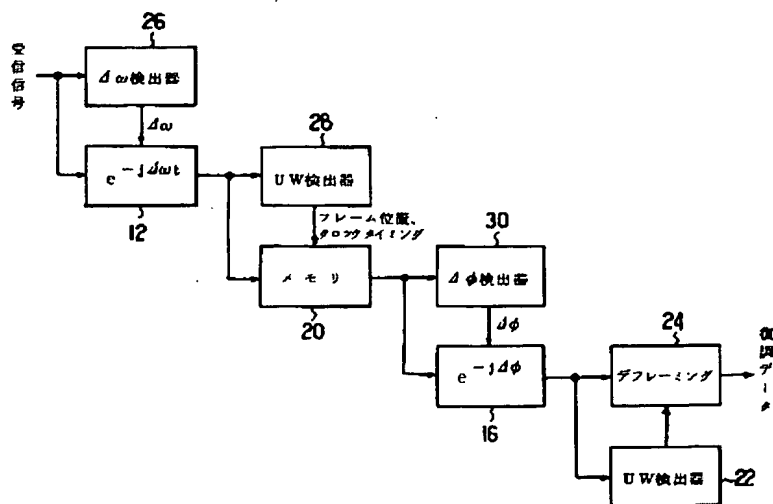 26
受信信号
Δω検出器
Δω
e^-jΔωt
12
28
UW検出器
フレーム位置、
クロックタイミング
メモリ
20
30
Δφ検出器
Δφ
e^-jΔφ
16
24
デフレーミング
復調データ
UW検出器
22